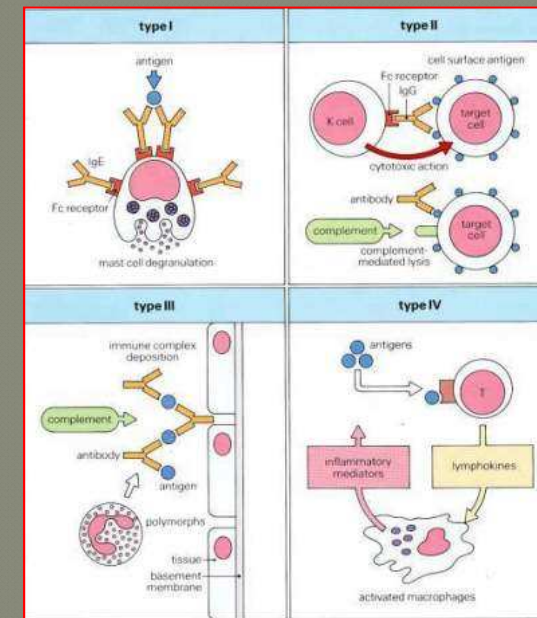 type I
antigen
IgE
Fc receptor
mast cell degranulation
type II
cell surface antigen
Fc receptor
IgG
K cell
target
cell
cytotoxic action
antibody
target
cell
complement
complement-
mediated lysis
type III
immune complex
deposition
complement
antibody
antigen
polymorphs
tissue
basement
membrane
type IV
antigens
T
inflammatory
mediators
lymphokines
activated macrophages